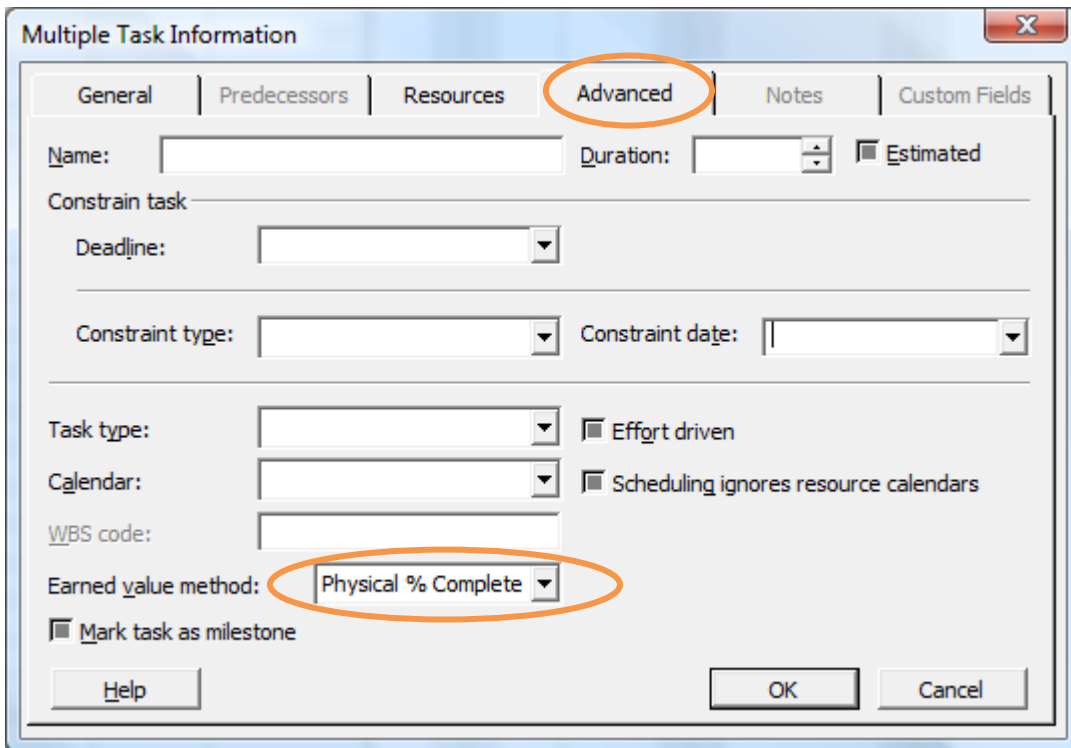 Multiple Task Information
General Predecessors Resources Advanced Notes Custom Fields
Name: Duration: Estimated
Constrain task
Deadline:
Constraint type: Constraint date:
Task type: Effort driven
Calendar: Scheduling ignores resource calendars
WBS code:
Earned value method: Physical % Complete
Mark task as milestone
Help OK Cancel